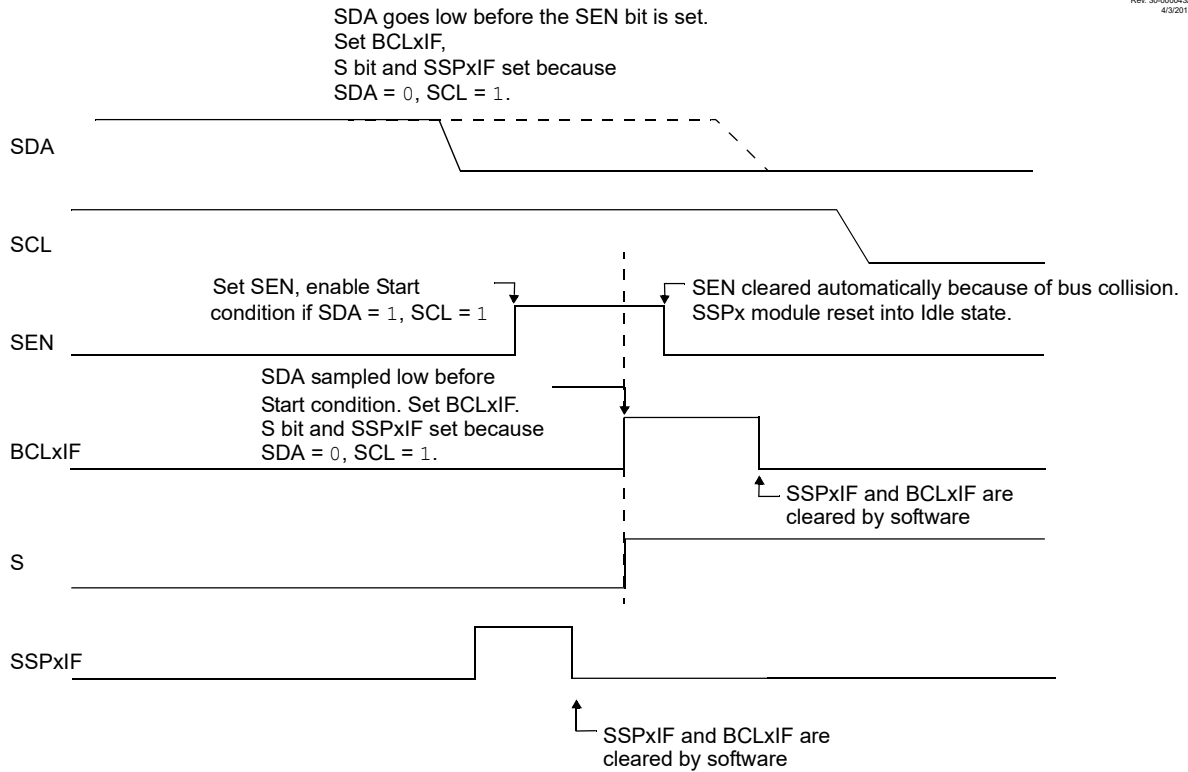 4/3/201
SDA goes low before the SEN bit is set.
Set BCLxIF,
S bit and SSPxIF set because
SDA = 0, SCL = 1.
SDA
SCL
Set SEN, enable Start
condition if SDA = 1, SCL = 1
SEN cleared automatically because of bus collision.
SSPx module reset into Idle state.
SEN
SDA sampled low before
Start condition. Set BCLxIF.
S bit and SSPxIF set because
SDA = 0, SCL = 1.
BCLxIF
SSPxIF and BCLxIF are
cleared by software
S
SSPxIF
SSPxIF and BCLxIF are
cleared by software